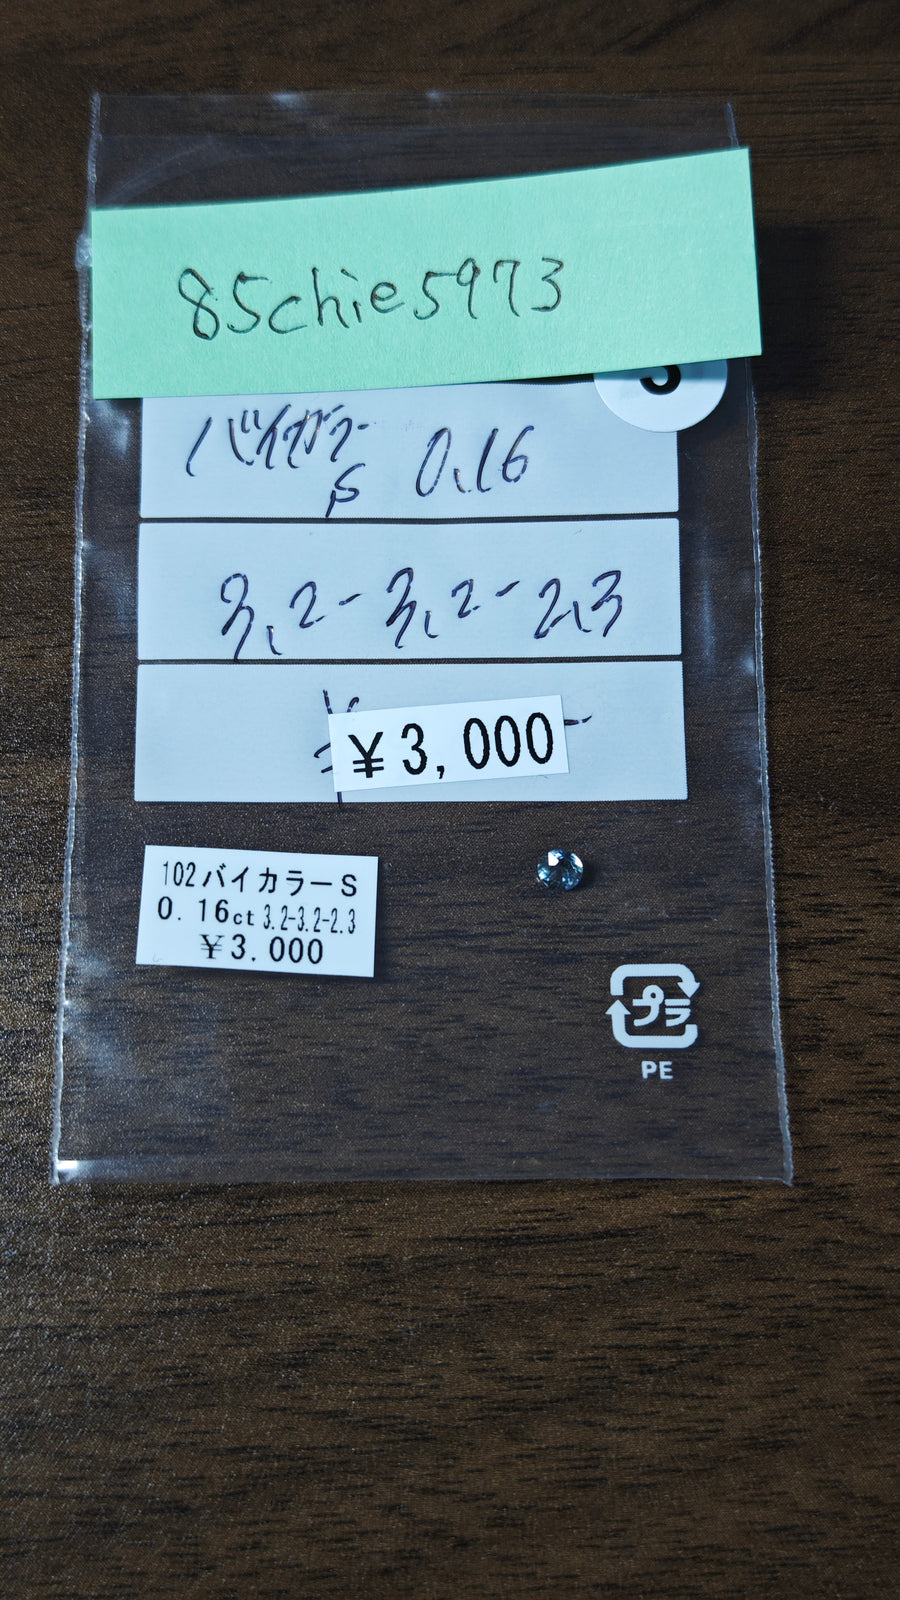 85chie5973
3
バイカラー
S 0.16
3.2-3.2-2.3
¥3,000
102バイカラーS
0.16ct 3.2-3.2-2.3
¥3.000
プラ
PE